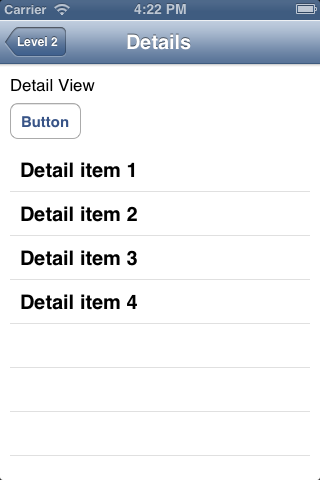 Carrier 4:22 PM
Level 2 Details
Detail View
Button
Detail item 1
Detail item 2
Detail item 3
Detail item 4